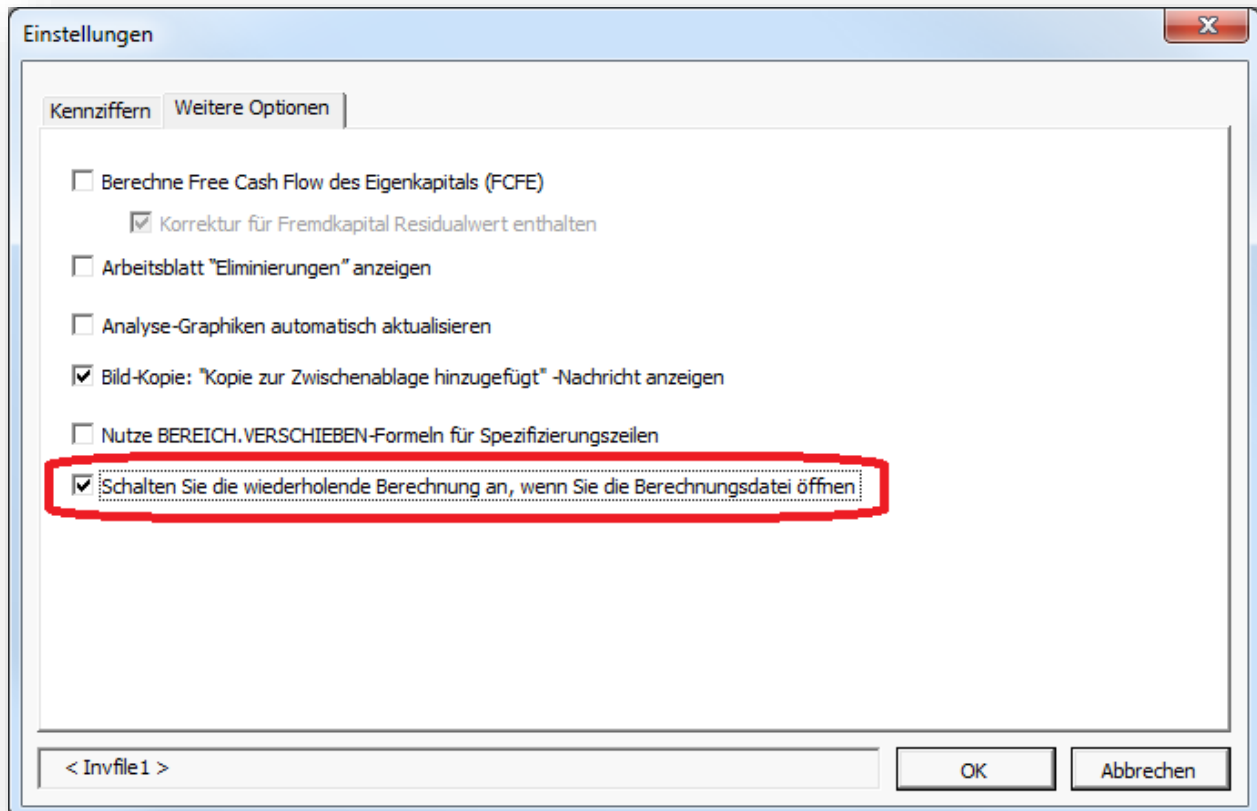 Einstellungen
Kennziffern Weitere Optionen
Berechne Free Cash Flow des Eigenkapitals (FCFE)
Korrektur für Fremdkapital Residualwert enthalten
Arbeitsblatt "Eliminierungen" anzeigen
Analyse-Graphiken automatisch aktualisieren
Bild-Kopie: "Kopie zur Zwischenablage hinzugefügt" -Nachricht anzeigen
Nutze BEREICH.VERSCHIEBEN-Formeln für Spezifizierungszeilen
Schalten Sie die wiederholende Berechnung an, wenn Sie die Berechnungsdatei öffnen
< Invfile1 > OK Abbrechen